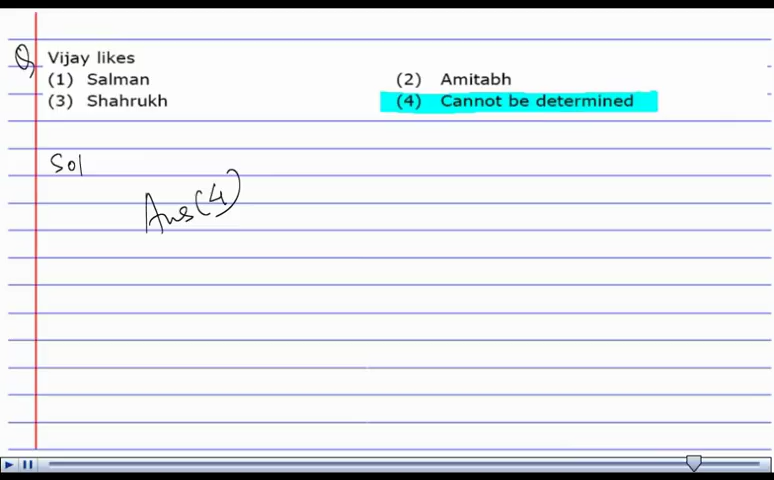 Q Vijay likes
(1) Salman (2) Amitabh
(3) Shahrukh (4) Cannot be determined
Sol
Ans (4)